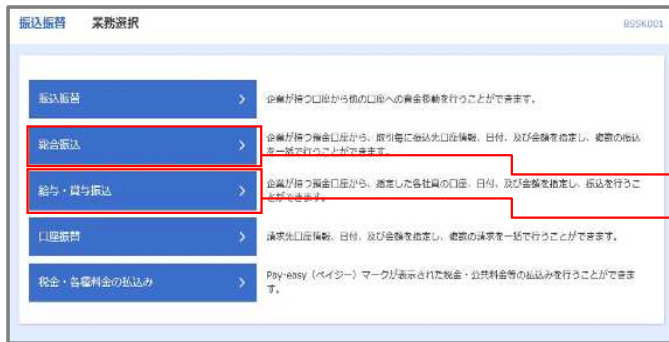 振込振替 業務選択 BSSK001
振込振替 企業が持つ口座から他の口座への資金移動を行うことができます。
総合振込 企業が持つ預金口座から、取引毎に振込先口座情報、日付、及び金額を指定し、複数の振込
を一括で行うことができます。
給与・賞与振込 企業が持つ預金口座から、指定した各社員の口座、日付、及び金額を指定し、振込を行うこ
とができます。
口座振替 請求先口座情報、日付、及び金額を指定し、複数の請求を一括で行うことができます。
税金・各種料金の払込み Pay-easy（ペイジー）マークが表示された税金・公共料金等の払込みを行うことができま
す。